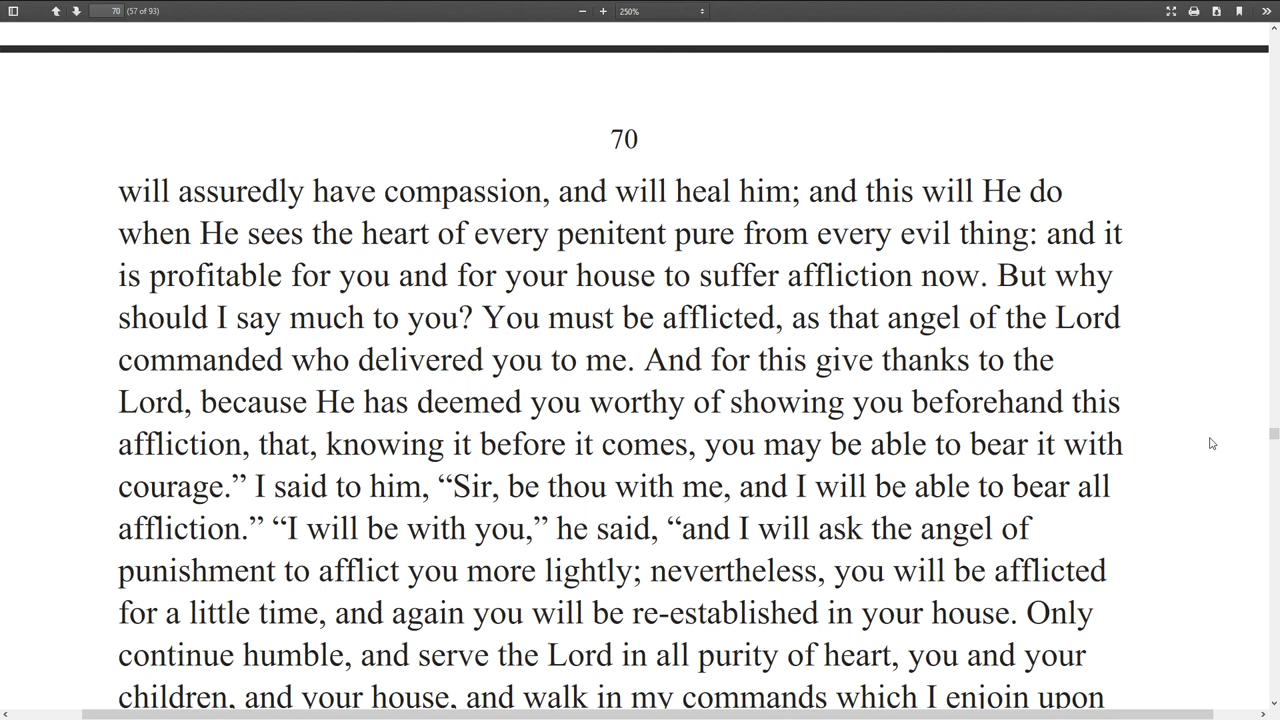 70 (57 of 93) 250%
70
will assuredly have compassion, and will heal him; and this will He do
when He sees the heart of every penitent pure from every evil thing: and it
is profitable for you and for your house to suffer affliction now. But why
should I say much to you? You must be afflicted, as that angel of the Lord
commanded who delivered you to me. And for this give thanks to the
Lord, because He has deemed you worthy of showing you beforehand this
affliction, that, knowing it before it comes, you may be able to bear it with
courage.” I said to him, “Sir, be thou with me, and I will be able to bear all
affliction.” “I will be with you,” he said, “and I will ask the angel of
punishment to afflict you more lightly; nevertheless, you will be afflicted
for a little time, and again you will be re-established in your house. Only
continue humble, and serve the Lord in all purity of heart, you and your
children, and your house, and walk in my commands which I enjoin upon